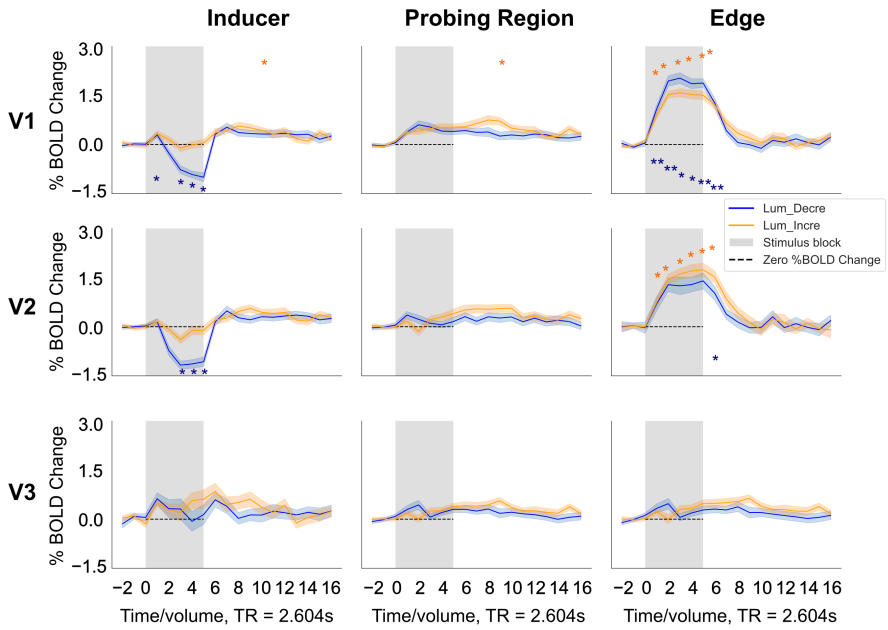 Inducer Probing Region Edge
V1
% BOLD Change
3.0
1.5
0.0
−1.5
* * * * *
*
* * * * * *
** ** * * ** **
Lum_Decre
Lum_Incre
Stimulus block
Zero %BOLD Change
V2
% BOLD Change
3.0
1.5
0.0
−1.5
* * *
* * * * * *
*
V3
% BOLD Change
3.0
1.5
0.0
−1.5
−2 0 2 4 6 8 10 12 14 16 −2 0 2 4 6 8 10 12 14 16 −2 0 2 4 6 8 10 12 14 16
Time/volume, TR = 2.604s Time/volume, TR = 2.604s Time/volume, TR = 2.604s